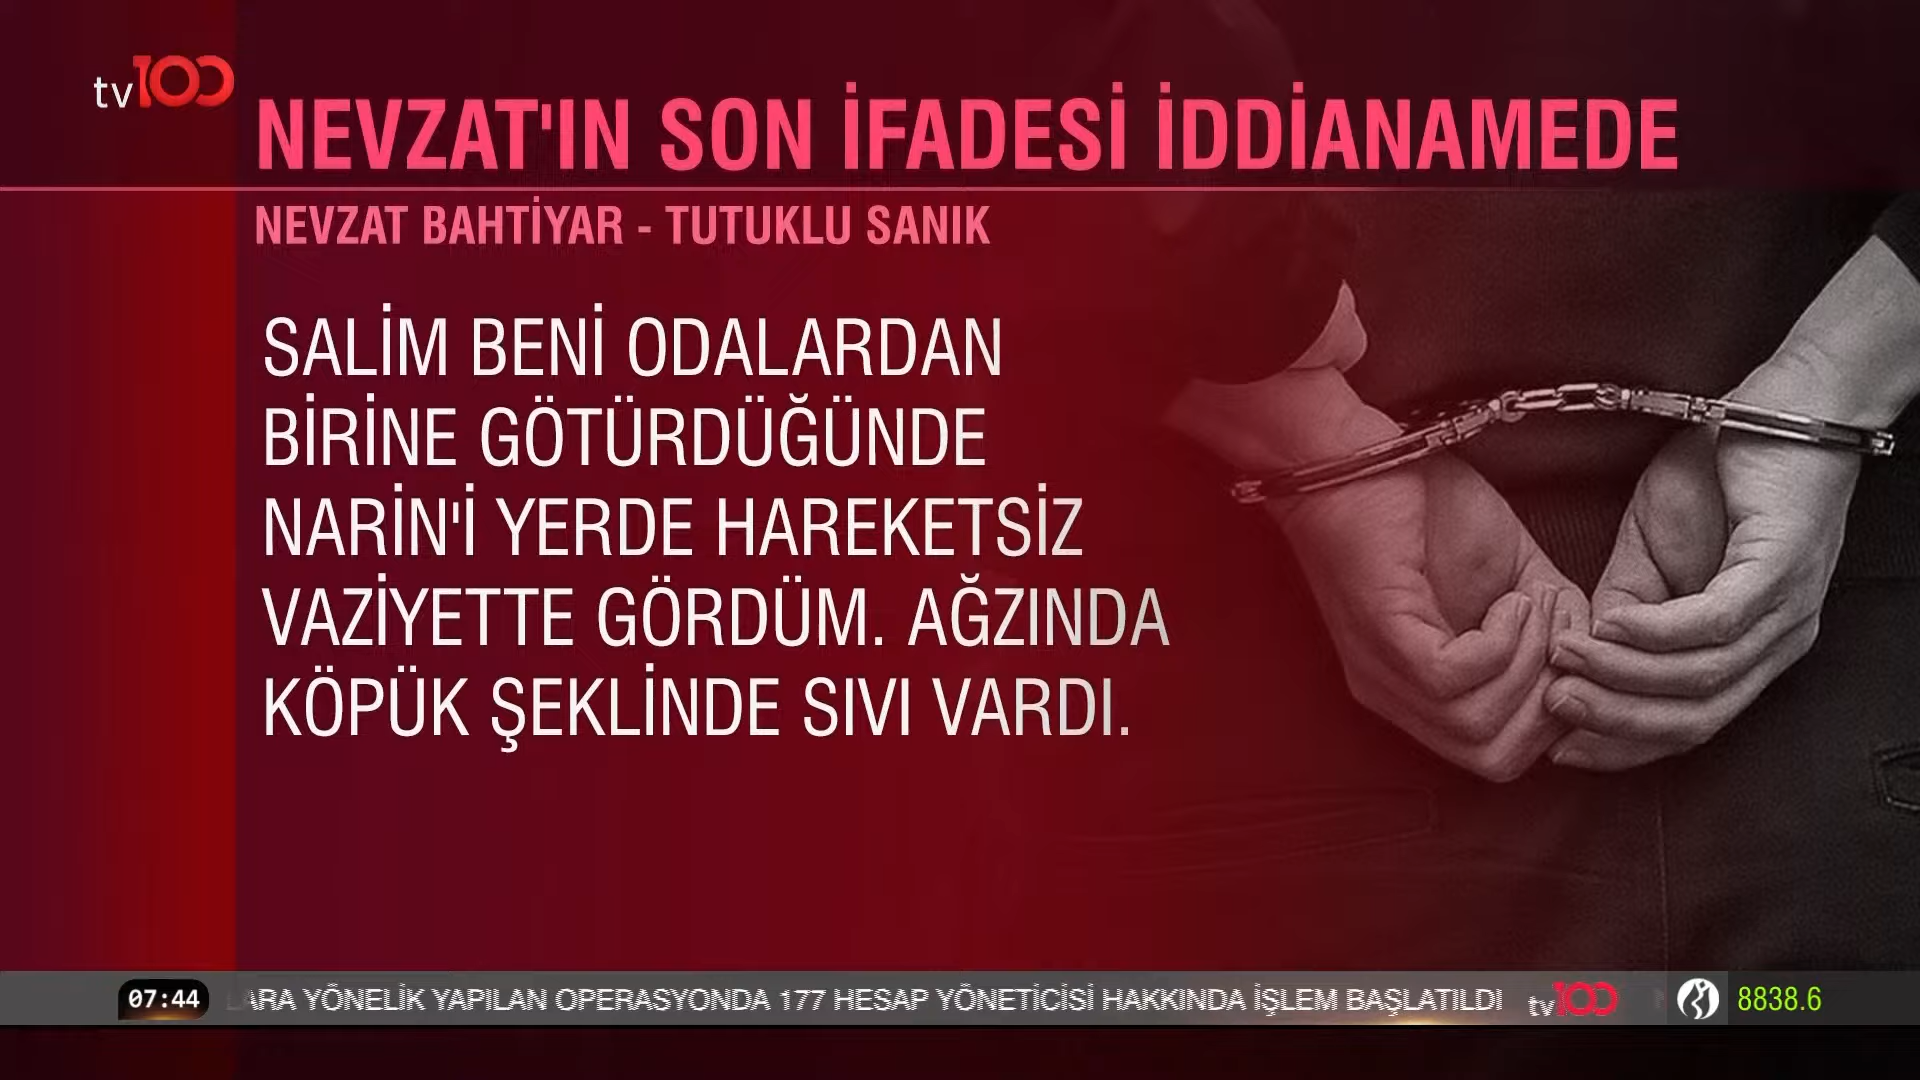 tv100
NEVZAT'IN SON İFADESİ İDDİANAMEDE
NEVZAT BAHTİYAR - TUTUKLU SANIK
SALİM BENİ ODALARDAN
BİRİNE GÖTÜRDÜĞÜNDE
NARİN'İ YERDE HAREKETSİZ
VAZİYETTE GÖRDÜM. AĞZINDA
KÖPÜK ŞEKLİNDE SIVI VARDI.
07:44 LARA YÖNELİK YAPILAN OPERASYONDA 177 HESAP YÖNETİCİSİ HAKKINDA İŞLEM BAŞLATILDI tv100 8838.6